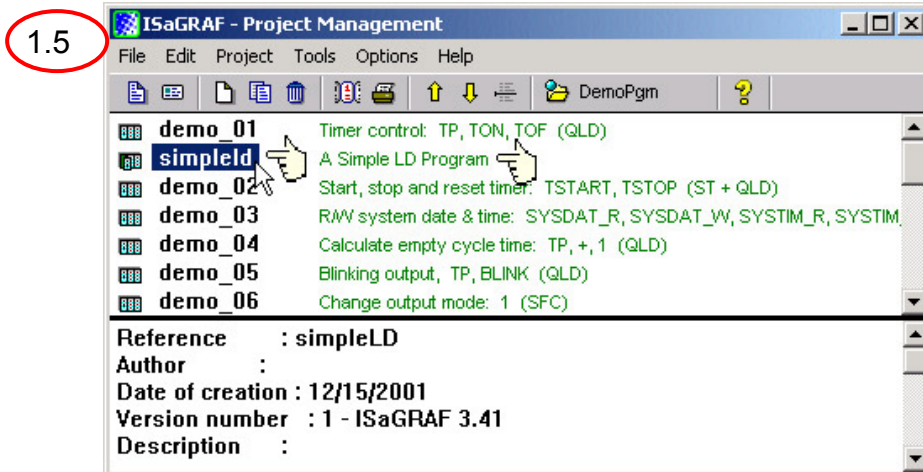 1.5
ISaGRAF - Project Management
File Edit Project Tools Options Help
DemoPgm
demo_01 Timer control: TP, TON, TOF (QLD)
simpleld A Simple LD Program
demo_02 Start, stop and reset timer: TSTART, TSTOP (ST + QLD)
demo_03 R/W system date & time: SYSDAT_R, SYSDAT_W, SYSTIM_R, SYSTIM_
demo_04 Calculate empty cycle time: TP, +, 1 (QLD)
demo_05 Blinking output, TP, BLINK (QLD)
demo_06 Change output mode: 1 (SFC)
Reference : simpleLD
Author :
Date of creation : 12/15/2001
Version number : 1 - ISaGRAF 3.41
Description :